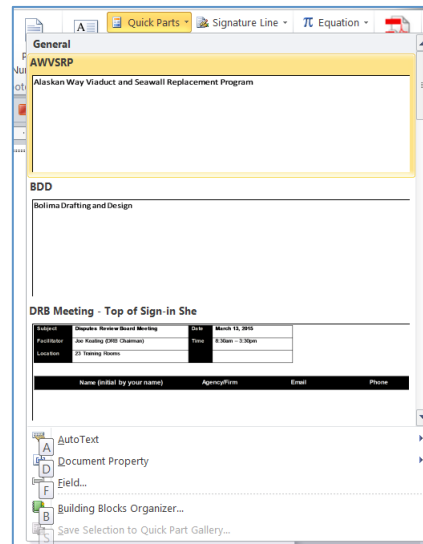 A Quick Parts Signature Line π Equation
General
AWVSRP
Alaskan Way Viaduct and Seawall Replacement Program
BDD
Bolima Drafting and Design
DRB Meeting - Top of Sign-in She
Subject Disputes Review Board Meeting Date March 13, 2015
Facilitator Joe Keating (DRB Chairman) Time 8:30am – 3:30pm
Location 23 Training Rooms
Name (initial by your name) Agency/Firm Email Phone
A AutoText
D Document Property
F Field...
B Building Blocks Organizer...
S Save Selection to Quick Part Gallery...